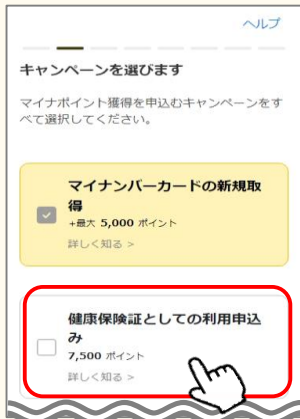 ヘルプ
キャンペーンを選びます
マイナポイント獲得を申込むキャンペーンをす
べて選択してください。
マイナンバーカードの新規取
得
+最大 5,000 ポイント
詳しく知る >
健康保険証としての利用申込
み
7,500 ポイント
詳しく知る >